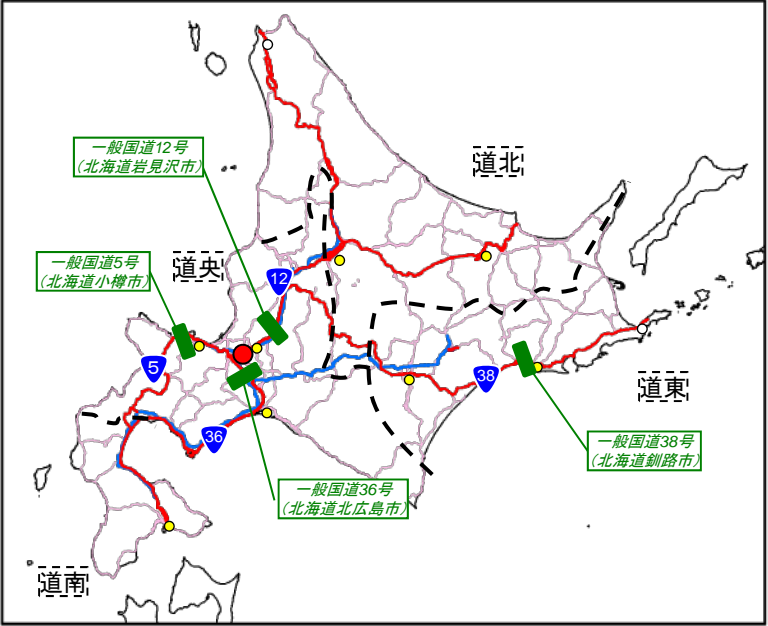 一般国道12号
（北海道岩見沢市）
道北
一般国道5号
（北海道小樽市）
道央
12
5
38
36
道東
一般国道38号
（北海道釧路市）
一般国道36号
（北海道北広島市）
道南